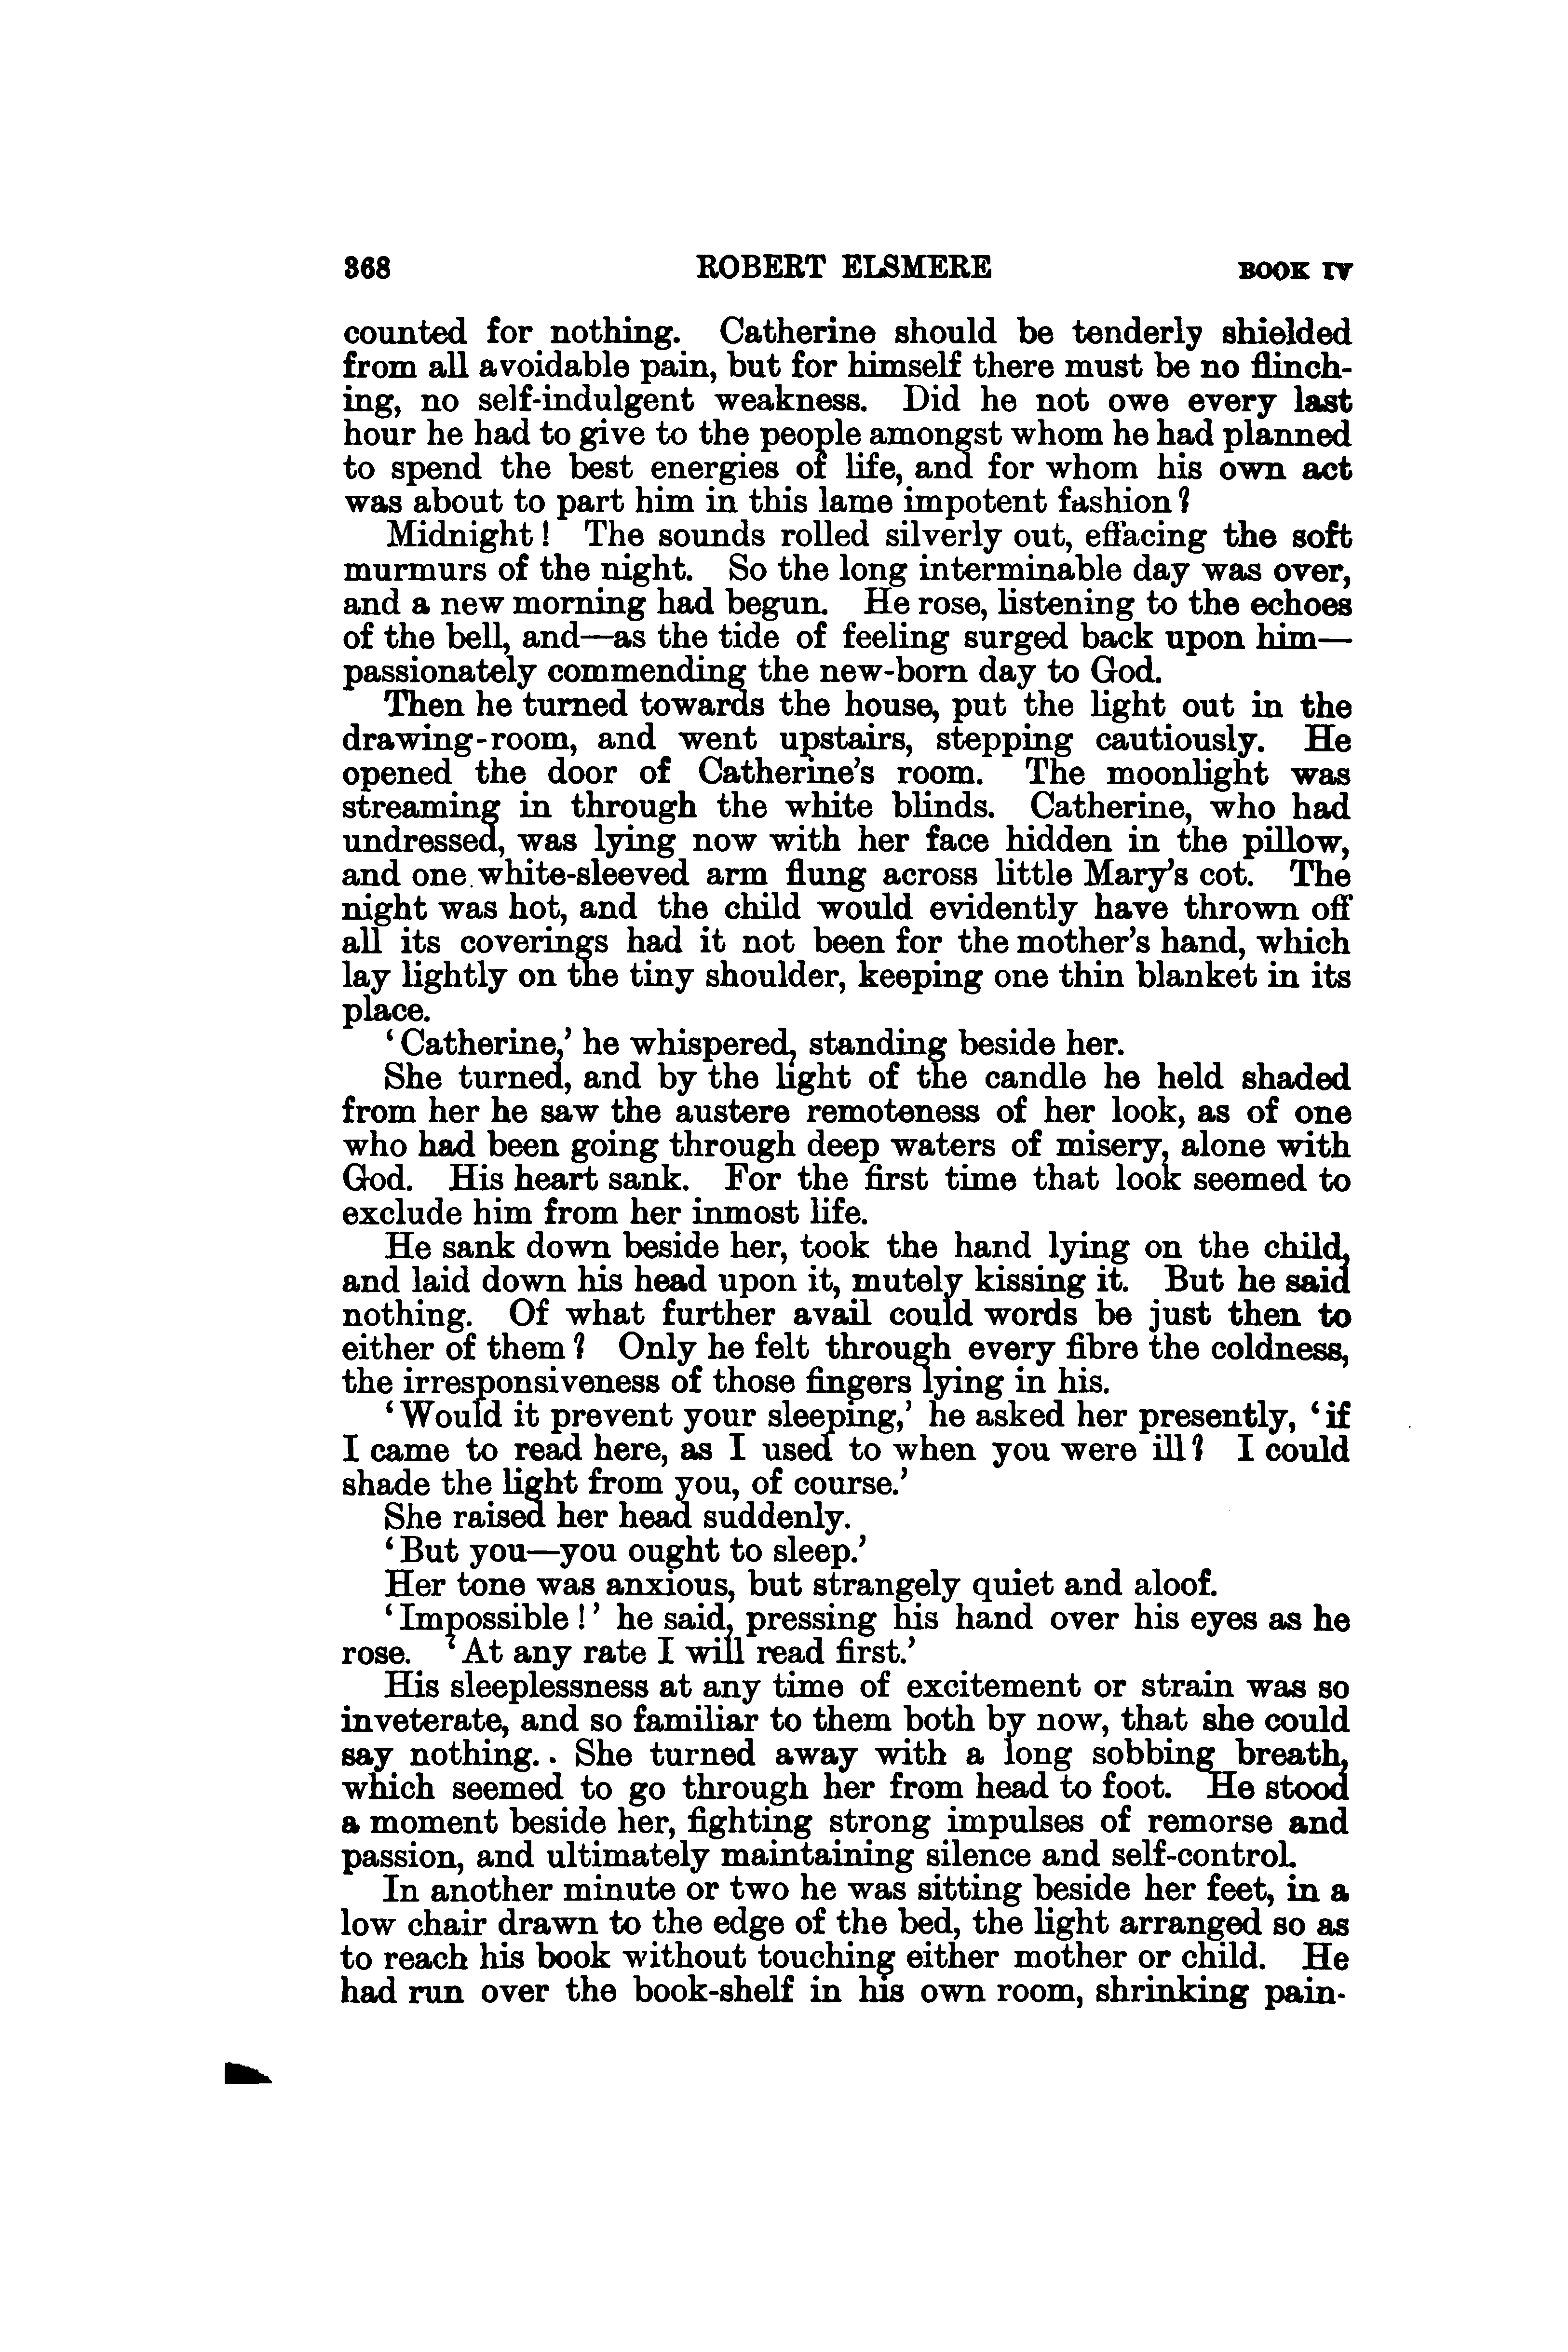 368 ROBERT ELSMERE BOOK IV
counted for nothing. Catherine should be tenderly shielded
from all avoidable pain, but for himself there must be no flinch-
ing, no self-indulgent weakness. Did he not owe every last
hour he had to give to the people amongst whom he had planned
to spend the best energies of life, and for whom his own act
was about to part him in this lame impotent fashion?
Midnight! The sounds rolled silverly out, effacing the soft
murmurs of the night. So the long interminable day was over,
and a new morning had begun. He rose, listening to the echoes
of the bell, and—as the tide of feeling surged back upon him—
passionately commending the new-born day to God.
Then he turned towards the house, put the light out in the
drawing-room, and went upstairs, stepping cautiously. He
opened the door of Catherine's room. The moonlight was
streaming in through the white blinds. Catherine, who had
undressed, was lying now with her face hidden in the pillow,
and one white-sleeved arm flung across little Mary's cot. The
night was hot, and the child would evidently have thrown off
all its coverings had it not been for the mother's hand, which
lay lightly on the tiny shoulder, keeping one thin blanket in its
place.
'Catherine,' he whispered, standing beside her.
She turned, and by the light of the candle he held shaded
from her he saw the austere remoteness of her look, as of one
who had been going through deep waters of misery, alone with
God. His heart sank. For the first time that look seemed to
exclude him from her inmost life.
He sank down beside her, took the hand lying on the child,
and laid down his head upon it, mutely kissing it. But he said
nothing. Of what further avail could words be just then to
either of them? Only he felt through every fibre the coldness,
the irresponsiveness of those fingers lying in his.
'Would it prevent your sleeping,' he asked her presently, 'if
I came to read here, as I used to when you were ill? I could
shade the light from you, of course.'
She raised her head suddenly.
'But you—you ought to sleep.'
Her tone was anxious, but strangely quiet and aloof.
'Impossible!' he said, pressing his hand over his eyes as he
rose. 'At any rate I will read first.'
His sleeplessness at any time of excitement or strain was so
inveterate, and so familiar to them both by now, that she could
say nothing. She turned away with a long sobbing breath,
which seemed to go through her from head to foot. He stood
a moment beside her, fighting strong impulses of remorse and
passion, and ultimately maintaining silence and self-control.
In another minute or two he was sitting beside her feet, in a
low chair drawn to the edge of the bed, the light arranged so as
to reach his book without touching either mother or child. He
had run over the book-shelf in his own room, shrinking pain-